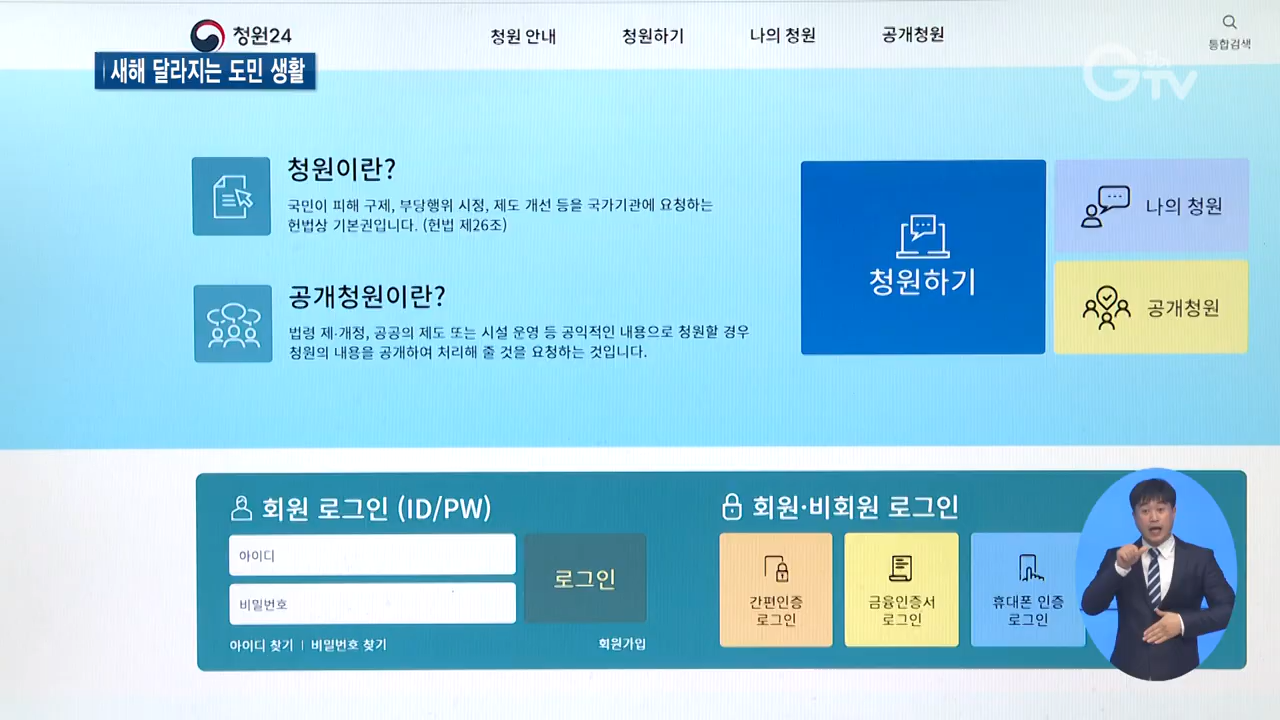 청원24
청원 안내
청원하기
나의 청원
공개청원
통합검색
새해 달라지는 도민 생활
GTV
청원이란?
국민이 피해 구제, 부당행위 시정, 제도 개선 등을 국가기관에 요청하는
헌법상 기본권입니다. (헌법 제26조)
공개청원이란?
법령 제·개정, 공공의 제도 또는 시설 운영 등 공익적인 내용으로 청원할 경우
청원의 내용을 공개하여 처리해 줄 것을 요청하는 것입니다.
청원하기
나의 청원
공개청원
회원 로그인 (ID/PW)
아이디
비밀번호
로그인
아이디 찾기 | 비밀번호 찾기
회원가입
회원·비회원 로그인
간편인증
로그인
금융인증서
로그인
휴대폰 인증
로그인